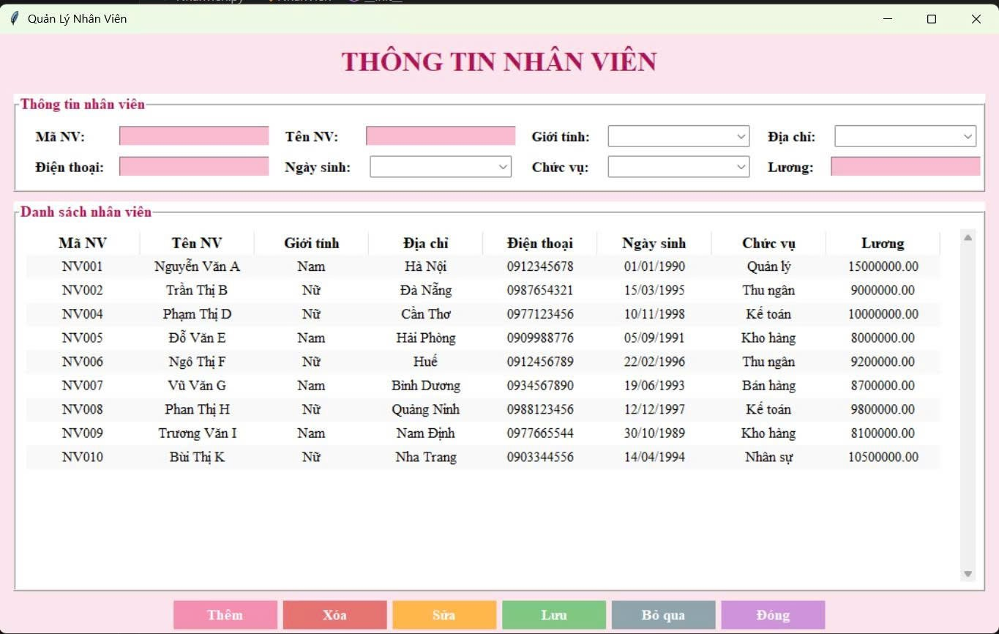 Quản Lý Nhân Viên
THÔNG TIN NHÂN VIÊN
Thông tin nhân viên
Mã NV: Tên NV: Giới tính: Địa chỉ:
Điện thoại: Ngày sinh: Chức vụ: Lương:
Danh sách nhân viên
Mã NV Tên NV Giới tính Địa chỉ Điện thoại Ngày sinh Chức vụ Lương
NV001 Nguyễn Văn A Nam Hà Nội 0912345678 01/01/1990 Quản lý 15000000.00
NV002 Trần Thị B Nữ Đà Nẵng 0987654321 15/03/1995 Thu ngân 9000000.00
NV004 Phạm Thị D Nữ Cần Thơ 0977123456 10/11/1998 Kế toán 10000000.00
NV005 Đỗ Văn E Nam Hải Phòng 0909988776 05/09/1991 Kho hàng 8000000.00
NV006 Ngô Thị F Nữ Huế 0912456789 22/02/1996 Thu ngân 9200000.00
NV007 Vũ Văn G Nam Bình Dương 0934567890 19/06/1993 Bán hàng 8700000.00
NV008 Phan Thị H Nữ Quảng Ninh 0988123456 12/12/1997 Kế toán 9800000.00
NV009 Trương Văn I Nam Nam Định 0977665544 30/10/1989 Kho hàng 8100000.00
NV010 Bùi Thị K Nữ Nha Trang 0903344556 14/04/1994 Nhân sự 10500000.00
Thêm Xóa Sửa Lưu Bỏ qua Đóng